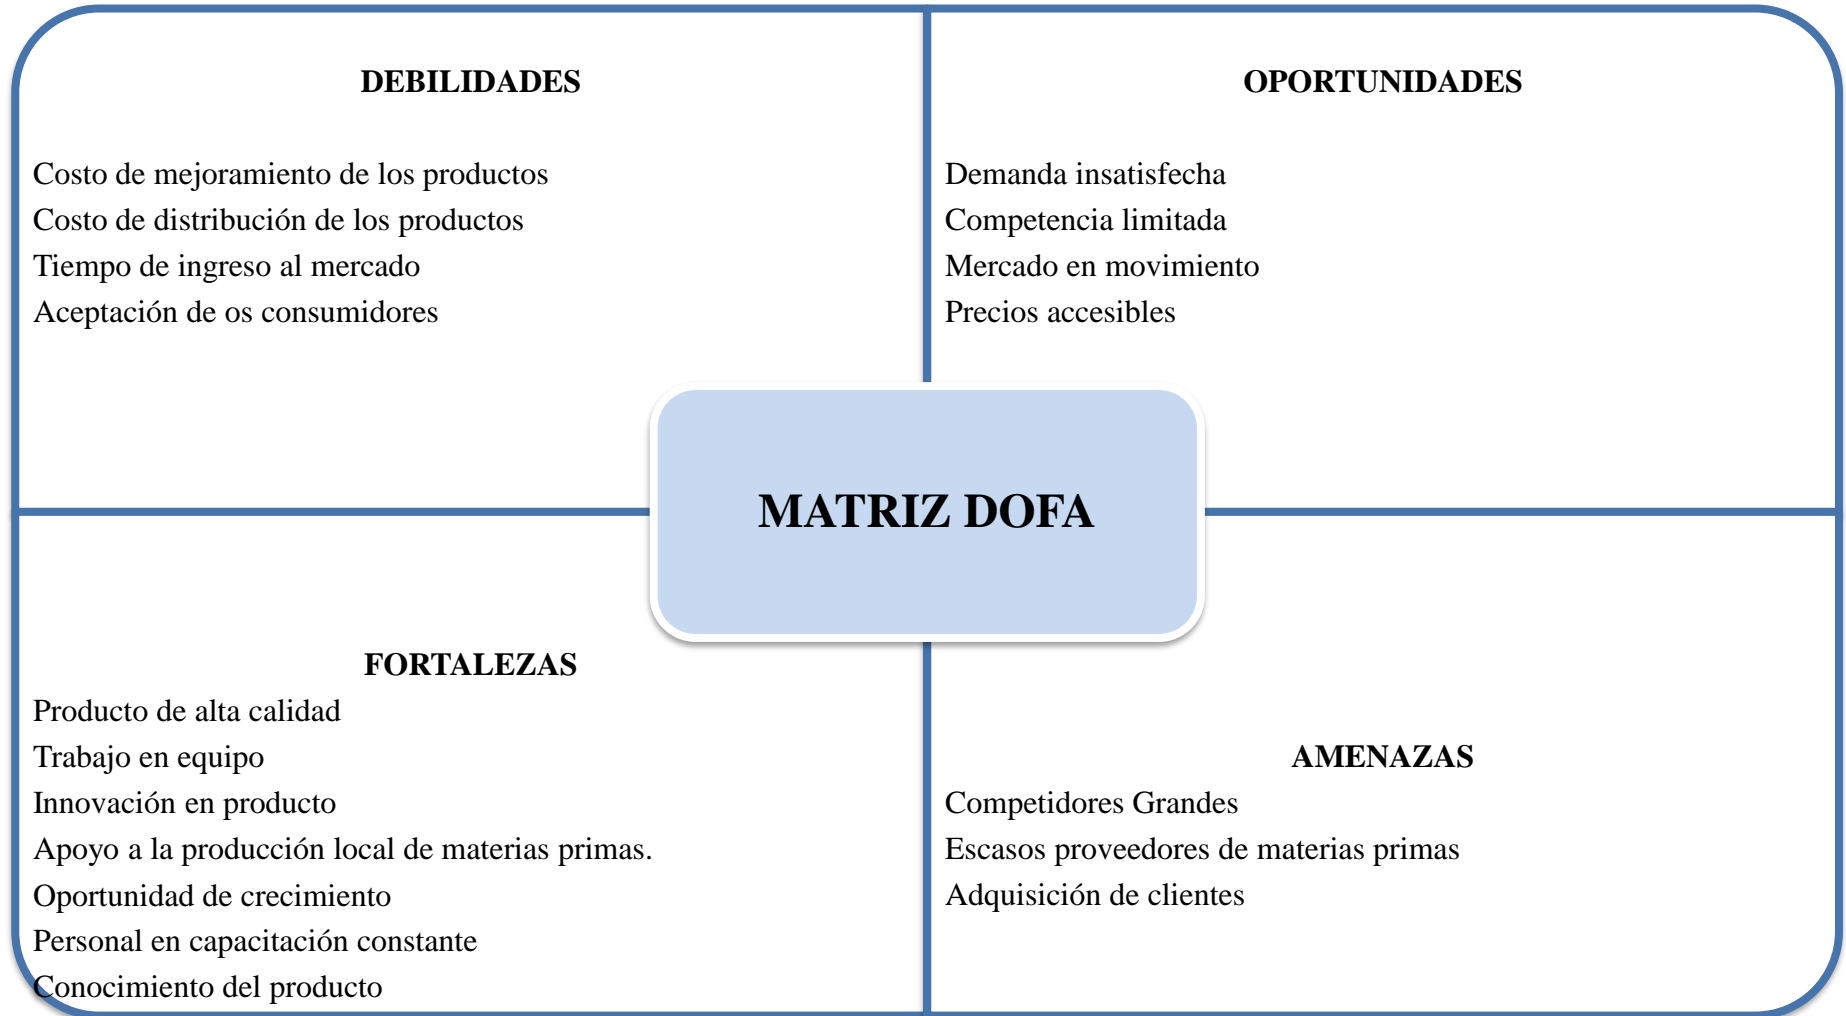 DEBILIDADES
Costo de mejoramiento de los productos
Costo de distribución de los productos
Tiempo de ingreso al mercado
Aceptación de os consumidores
OPORTUNIDADES
Demanda insatisfecha
Competencia limitada
Mercado en movimiento
Precios accesibles
MATRIZ DOFA
FORTALEZAS
Producto de alta calidad
Trabajo en equipo
Innovación en producto
Apoyo a la producción local de materias primas.
Oportunidad de crecimiento
Personal en capacitación constante
Conocimiento del producto
AMENAZAS
Competidores Grandes
Escasos proveedores de materias primas
Adquisición de clientes